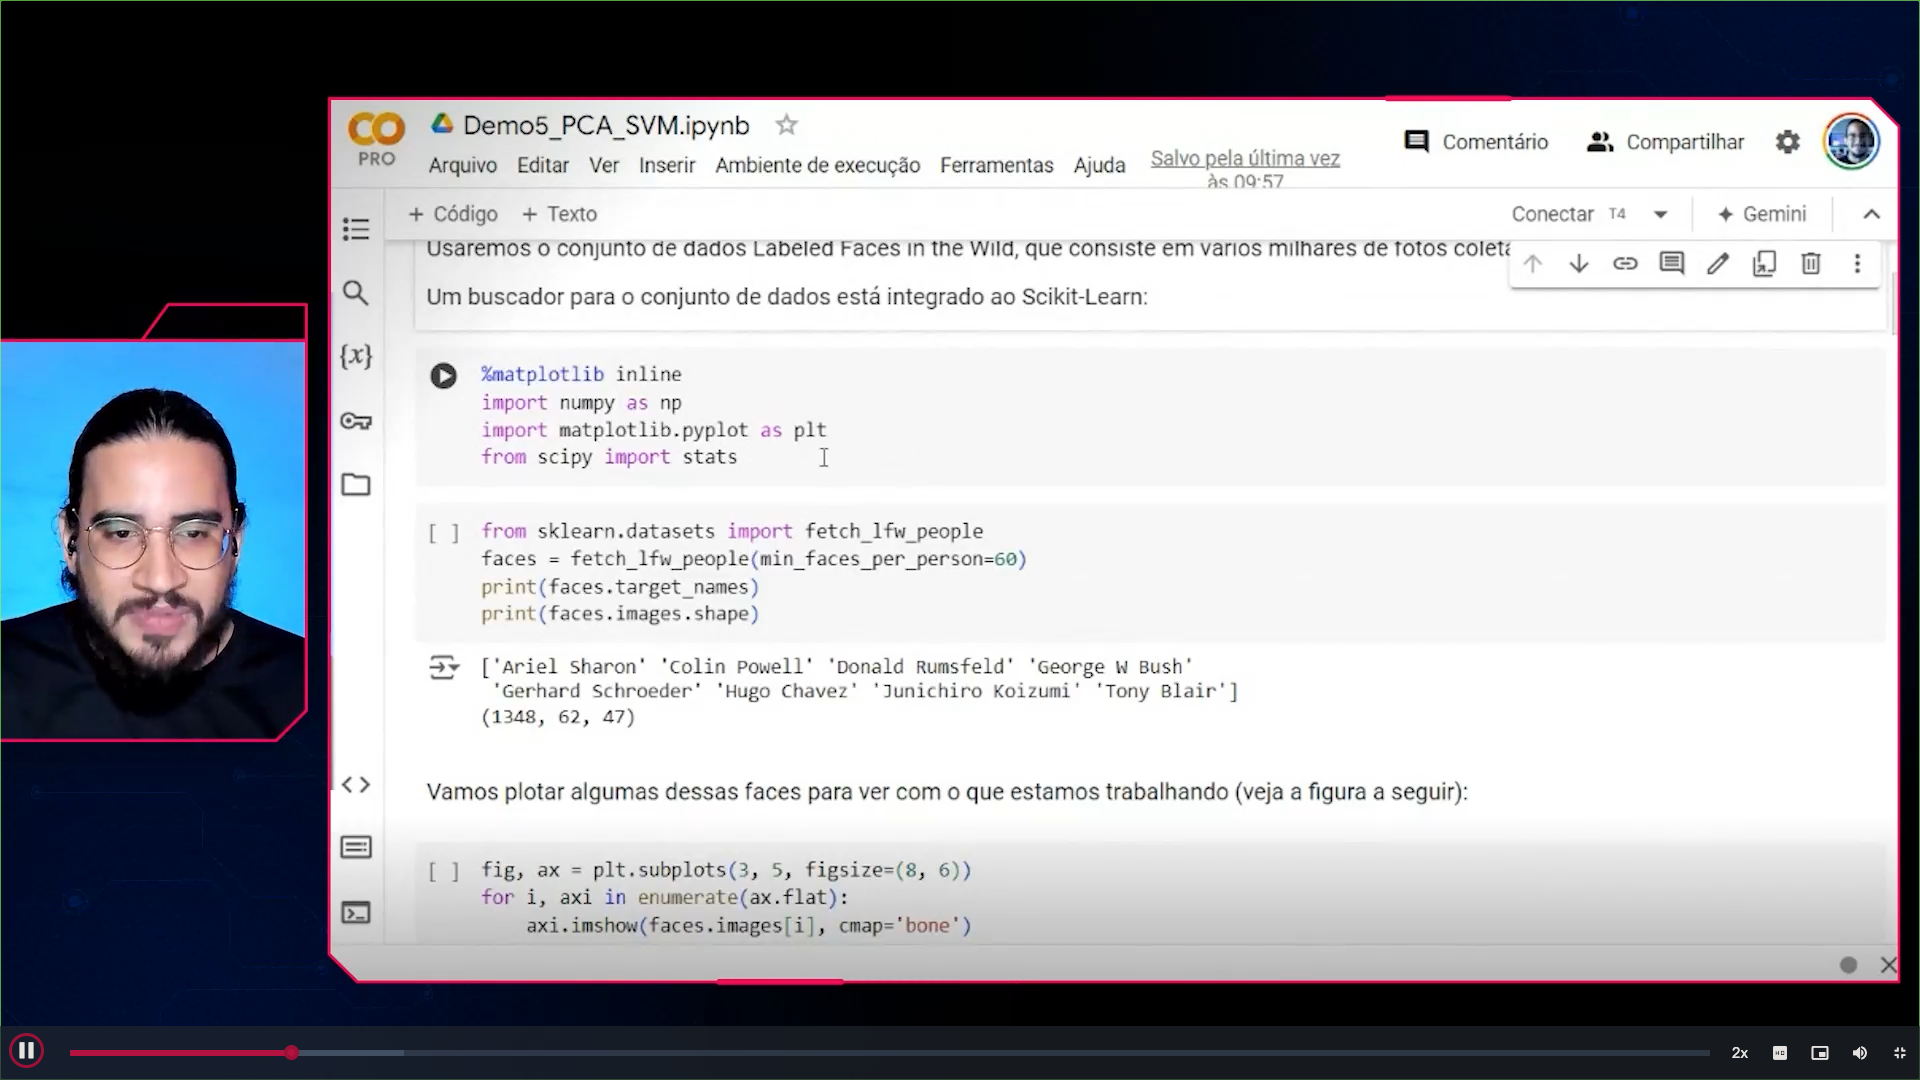 CO
PRO
Demo5_PCA_SVM.ipynb
Arquivo Editar Ver Inserir Ambiente de execução Ferramentas Ajuda
Salvo pela última vez
às 09:57
Comentário
Compartilhar
+ Código + Texto
Conectar T4
Gemini
Usaremos o conjunto de dados Labeled Faces in the Wild, que consiste em vários milhares de fotos coleta
Um buscador para o conjunto de dados está integrado ao Scikit-Learn:
{x}
%matplotlib inline
import numpy as np
import matplotlib.pyplot as plt
from scipy import stats
[ ] from sklearn.datasets import fetch_lfw_people
faces = fetch_lfw_people(min_faces_per_person=60)
print(faces.target_names)
print(faces.images.shape)
['Ariel Sharon' 'Colin Powell' 'Donald Rumsfeld' 'George W Bush'
'Gerhard Schroeder' 'Hugo Chavez' 'Junichiro Koizumi' 'Tony Blair']
(1348, 62, 47)
Vamos plotar algumas dessas faces para ver com o que estamos trabalhando (veja a figura a seguir):
[ ] fig, ax = plt.subplots(3, 5, figsize=(8, 6))
for i, axi in enumerate(ax.flat):
axi.imshow(faces.images[i], cmap='bone')
2x
HD